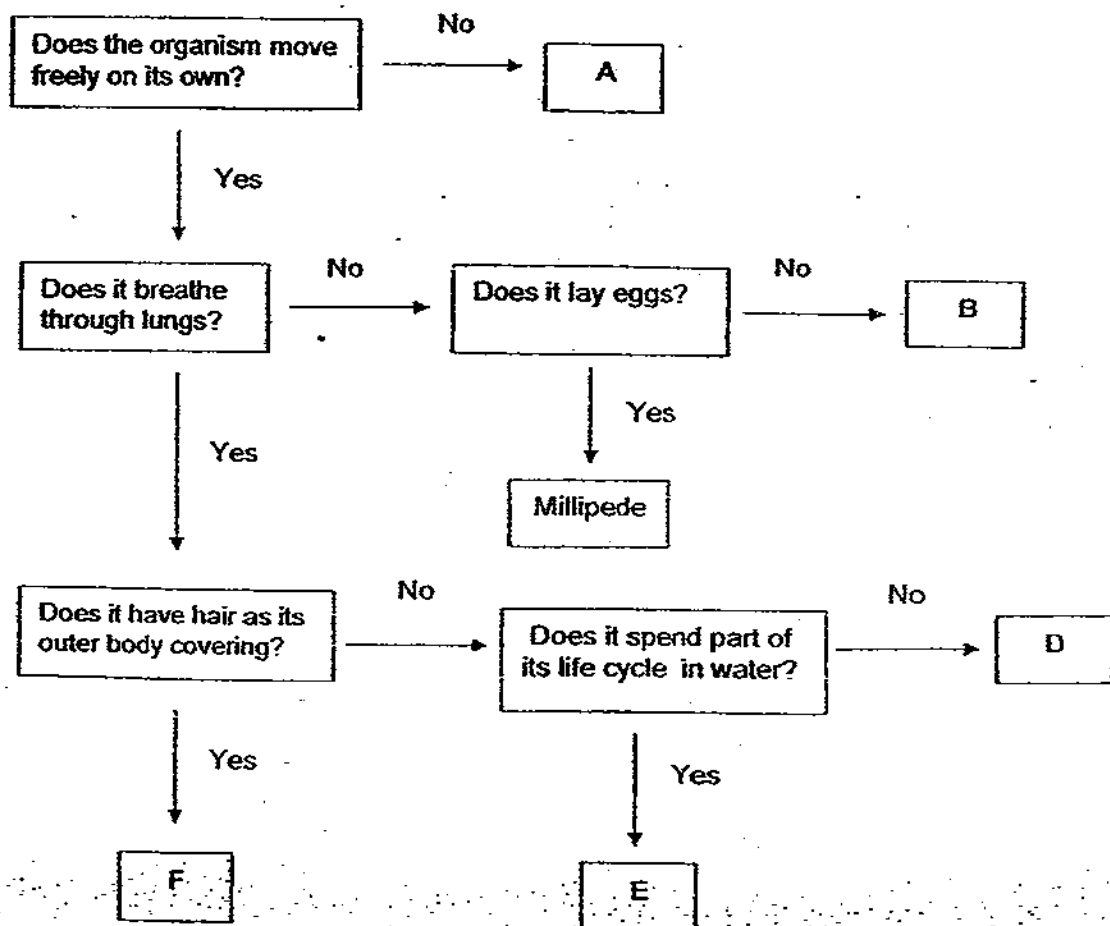 Does the organism move
freely on its own?
No
A
Yes
Does it breathe
through lungs?
No
Does it lay eggs?
No
B
Yes
Yes
Millipede
Does it have hair as its
outer body covering?
No
Does it spend part of
its life cycle in water?
No
D
Yes
Yes
F
E